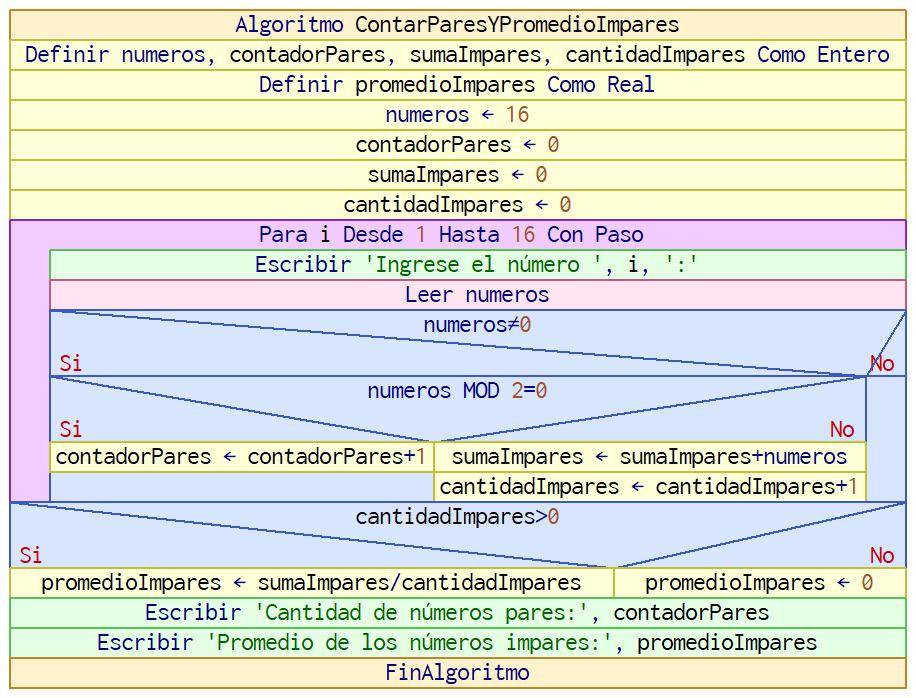 Algoritmo ContarParesYPromedioImpares
Definir numeros, contadorPares, sumaImpares, cantidadImpares Como Entero
Definir promedioImpares Como Real
numeros ← 16
contadorPares ← 0
sumaImpares ← 0
cantidadImpares ← 0
Para i Desde 1 Hasta 16 Con Paso
Escribir 'Ingrese el número ', i, ':'
Leer numeros
numeros≠0
Si No
numeros MOD 2=0
Si No
contadorPares ← contadorPares+1 sumaImpares ← sumaImpares+numeros
cantidadImpares ← cantidadImpares+1
cantidadImpares>0
Si No
promedioImpares ← sumaImpares/cantidadImpares promedioImpares ← 0
Escribir 'Cantidad de números pares:', contadorPares
Escribir 'Promedio de los números impares:', promedioImpares
FinAlgoritmo